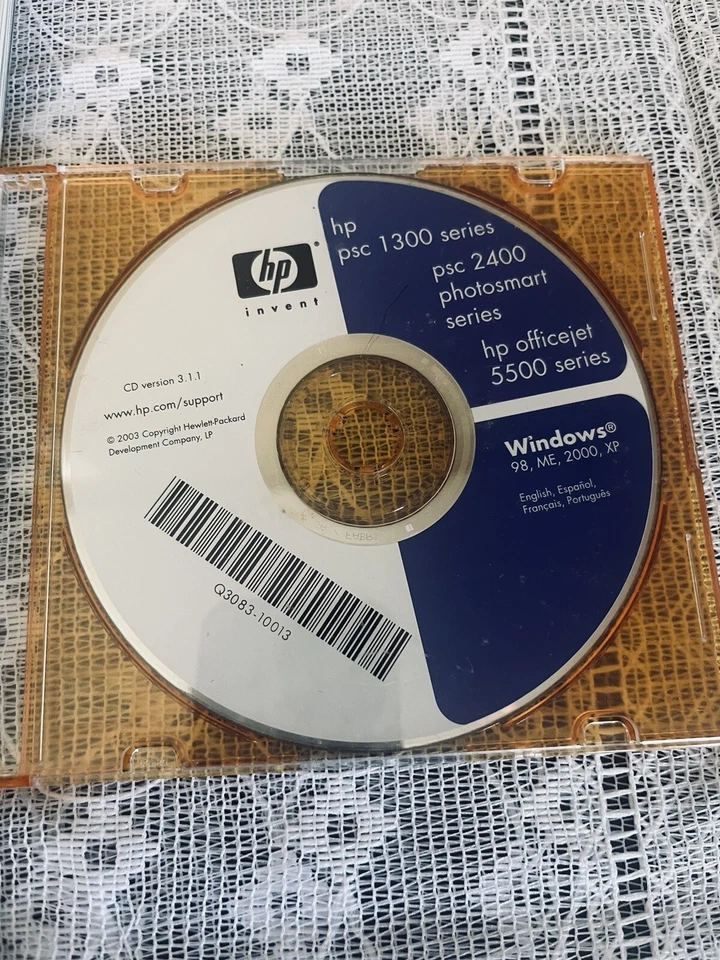 hp
psc 1300 series
psc 2400
photosmart
series
hp officejet
5500 series
hp
invent
CD version 3.1.1
www.hp.com/support
© 2003 Copyright Hewlett-Packard
Development Company, LP
Windows®
98, ME, 2000, XP
English, Español,
Français, Português
Q3083-10013